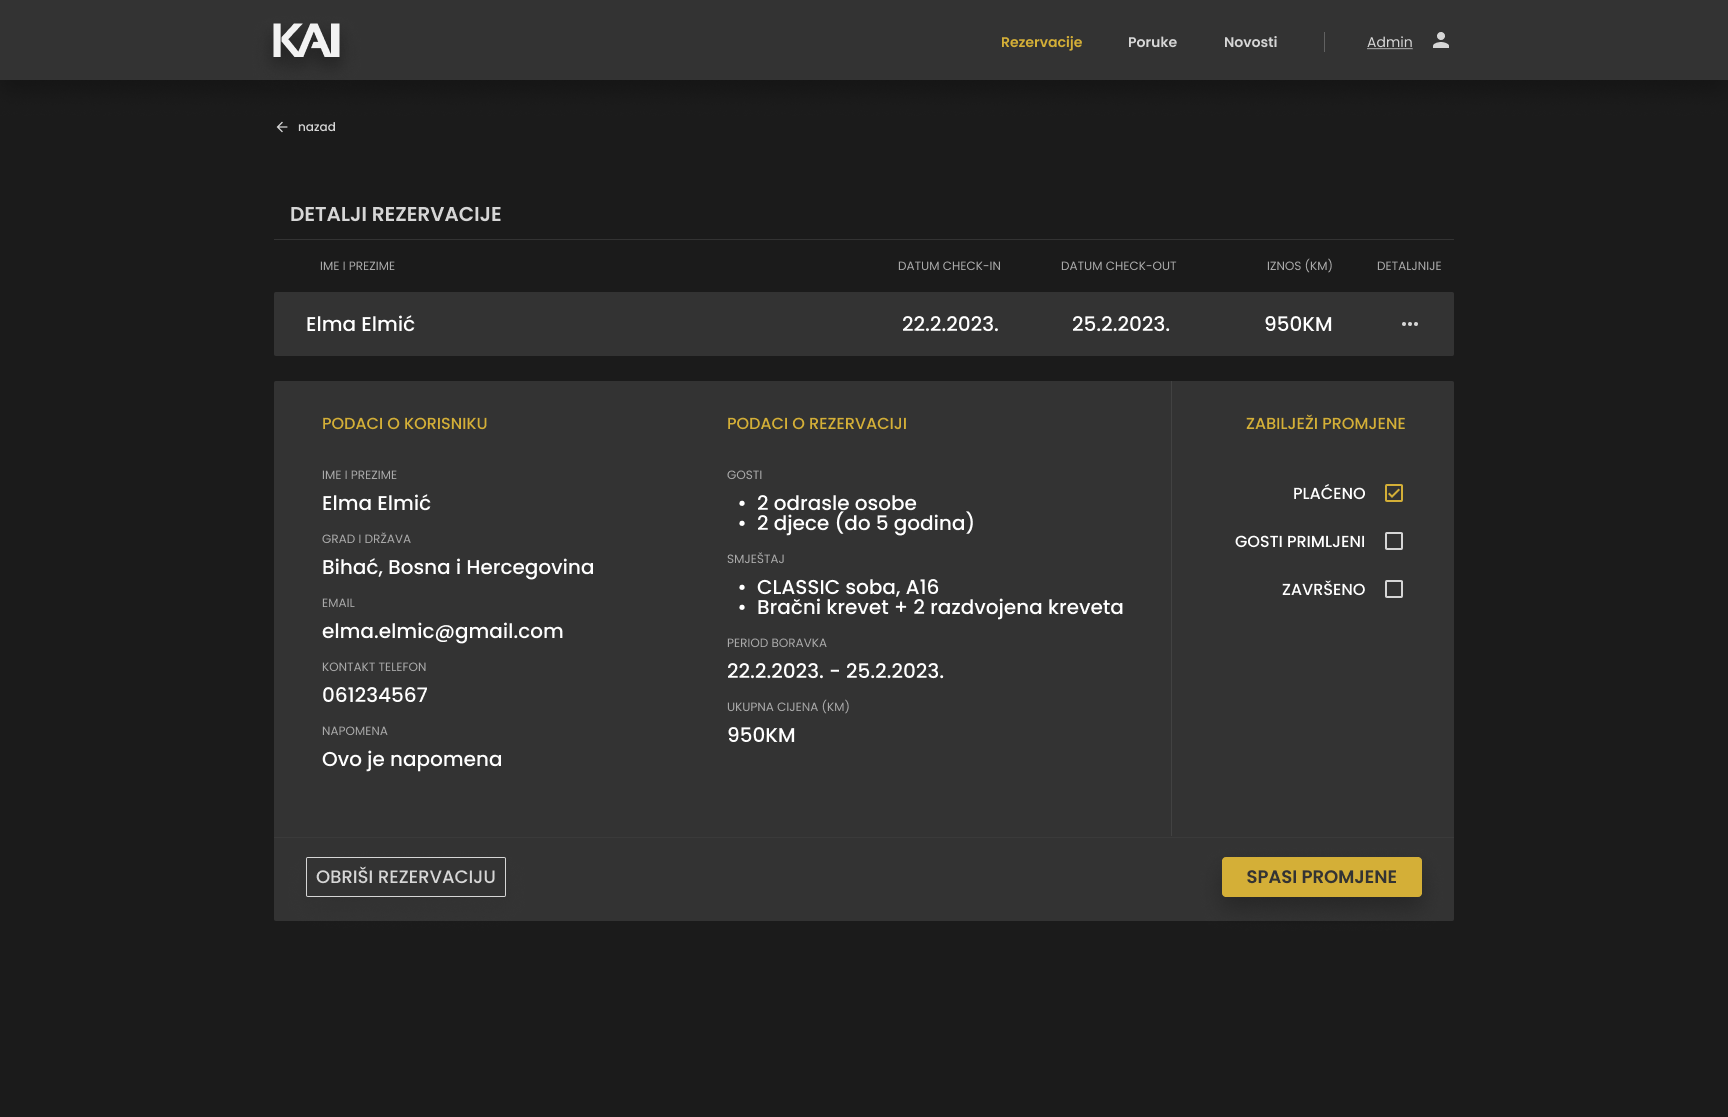 KAI
Rezervacije Poruke Novosti Admin
nazad
DETALJI REZERVACIJE
IME I PREZIME DATUM CHECK-IN DATUM CHECK-OUT IZNOS (KM) DETALJNIJE
Elma Elmić 22.2.2023. 25.2.2023. 950KM
PODACI O KORISNIKU
IME I PREZIME
Elma Elmić
GRAD I DRŽAVA
Bihać, Bosna i Hercegovina
EMAIL
elma.elmic@gmail.com
KONTAKT TELEFON
061234567
NAPOMENA
Ovo je napomena
PODACI O REZERVACIJI
GOSTI
• 2 odrasle osobe
• 2 djece (do 5 godina)
SMJEŠTAJ
• CLASSIC soba, A16
• Bračni krevet + 2 razdvojena kreveta
PERIOD BORAVKA
22.2.2023. - 25.2.2023.
UKUPNA CIJENA (KM)
950KM
ZABILJEŽI PROMJENE
PLAĆENO
GOSTI PRIMLJENI
ZAVRŠENO
OBRIŠI REZERVACIJU
SPASI PROMJENE